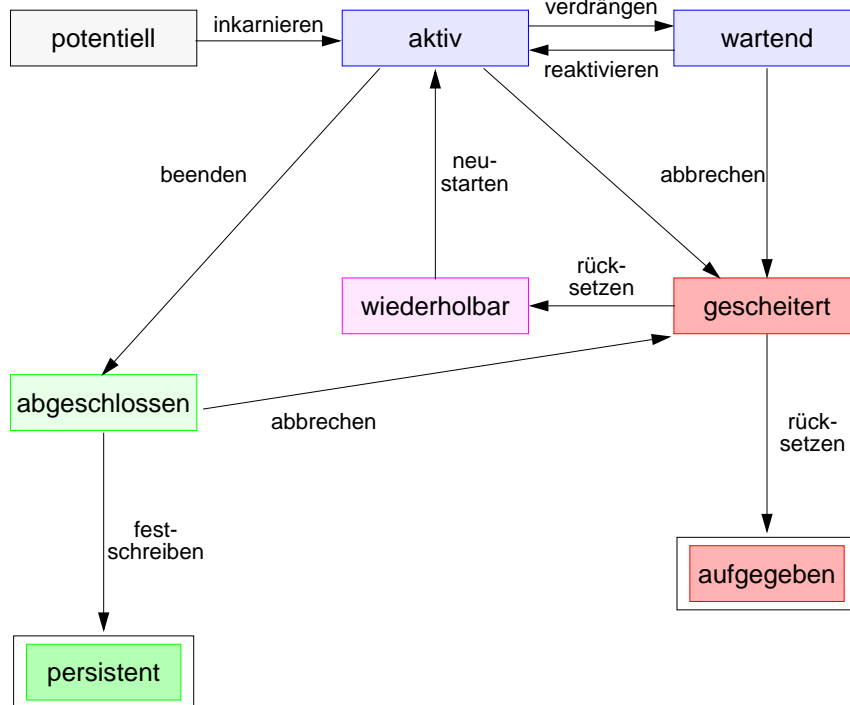 verdrängen
potentiell
inkarnieren
aktiv
wartend
reaktivieren
beenden
neu-
starten
abbrechen
rück-
setzen
wiederholbar
gescheitert
abgeschlossen
abbrechen
rück-
setzen
fest-
schreiben
aufgegeben
persistent